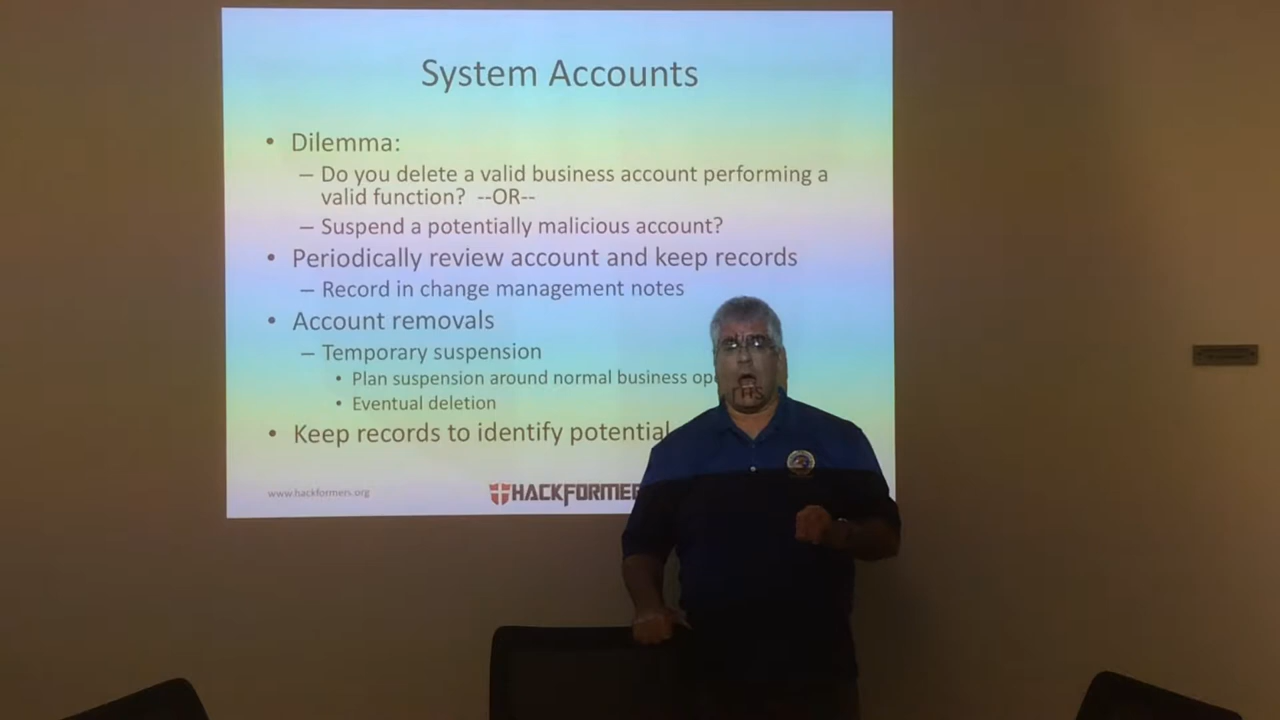 System Accounts
• Dilemma:
– Do you delete a valid business account performing a
valid function? --OR--
– Suspend a potentially malicious account?
• Periodically review account and keep records
– Record in change management notes
• Account removals
– Temporary suspension
• Plan suspension around normal business op
• Eventual deletion
• Keep records to identify potential
www.hackformers.org
HACKFORMER